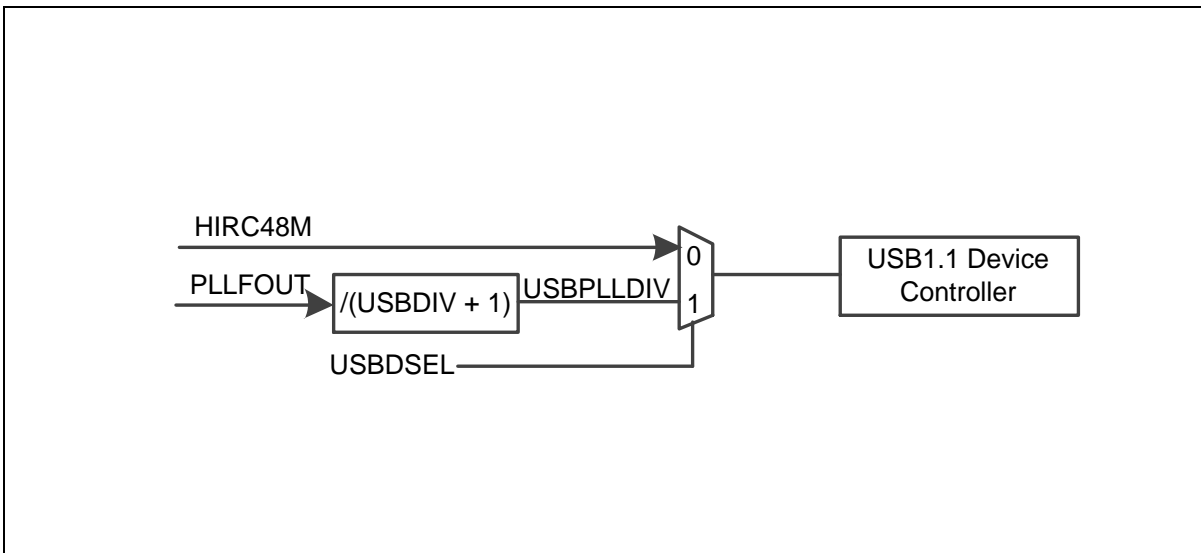 HIRC48M
PLLFOUT
/(USBDIV + 1)
USBPLLDIV
0
1
USBDSEL
USB1.1 Device
Controller